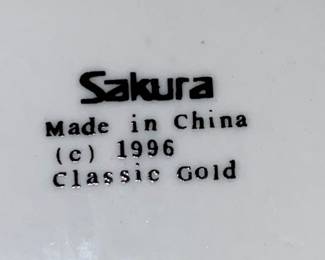 Sakura
Made in China
(c) 1996
Classic Gold